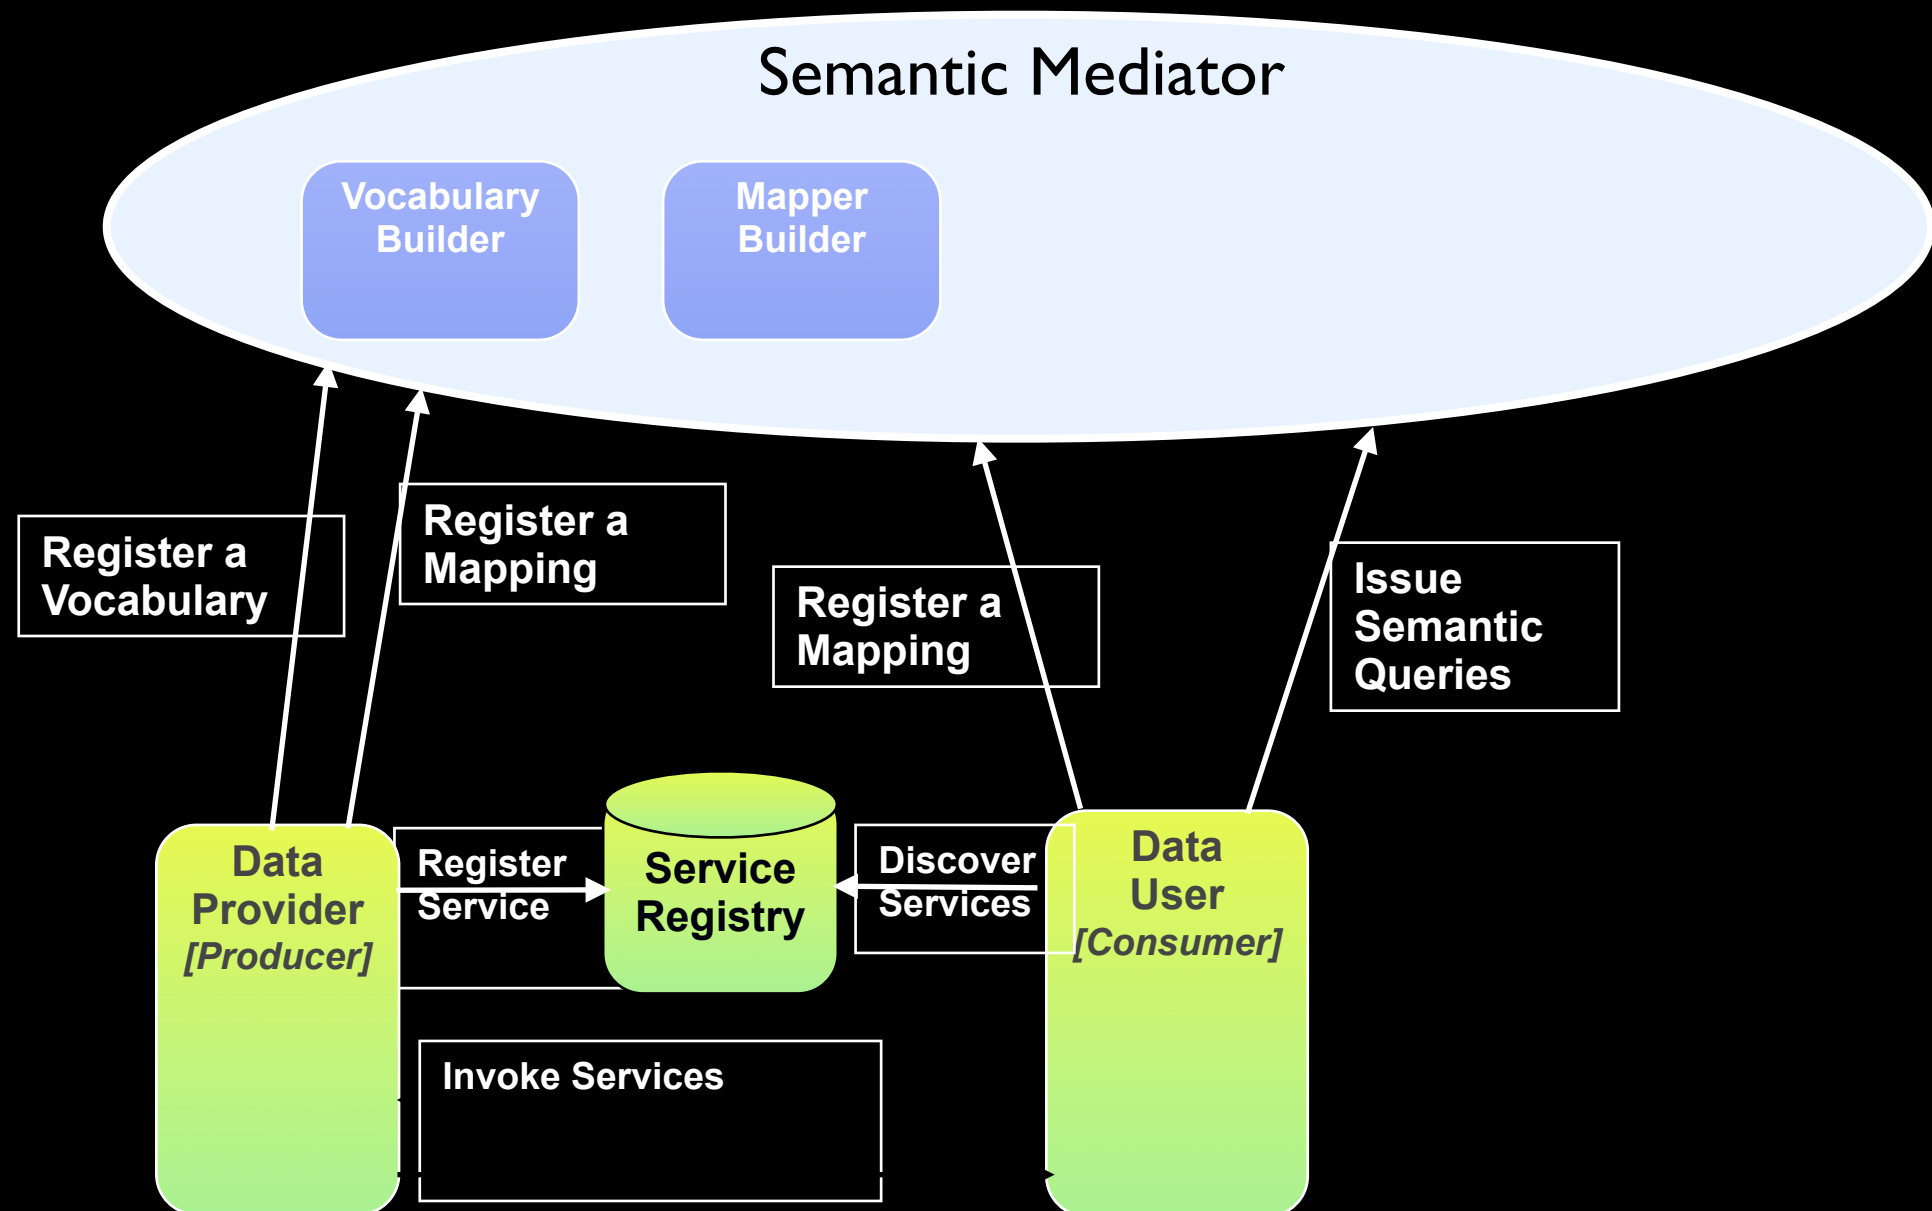 Semantic Mediator
Vocabulary
Builder
Mapper
Builder
Register a
Vocabulary
Register a
Mapping
Register a
Mapping
Issue
Semantic
Queries
Data
Provider
[Producer]
Register
Service
Service
Registry
Discover
Services
Data
User
[Consumer]
Invoke Services